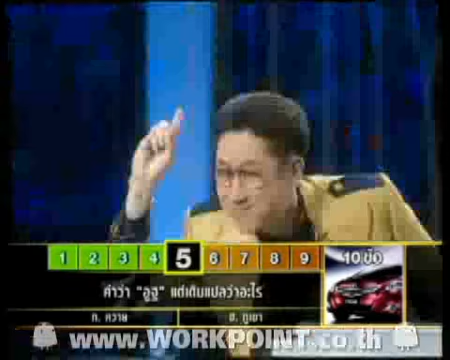 1 2 3 4 5 6 7 8 9 10 ข้อ
คำว่า "อูฐ" แต่เดิมแปลว่าอะไร
ก. ควาย ข. ภูเขา
www.WORKPOINT.co.th